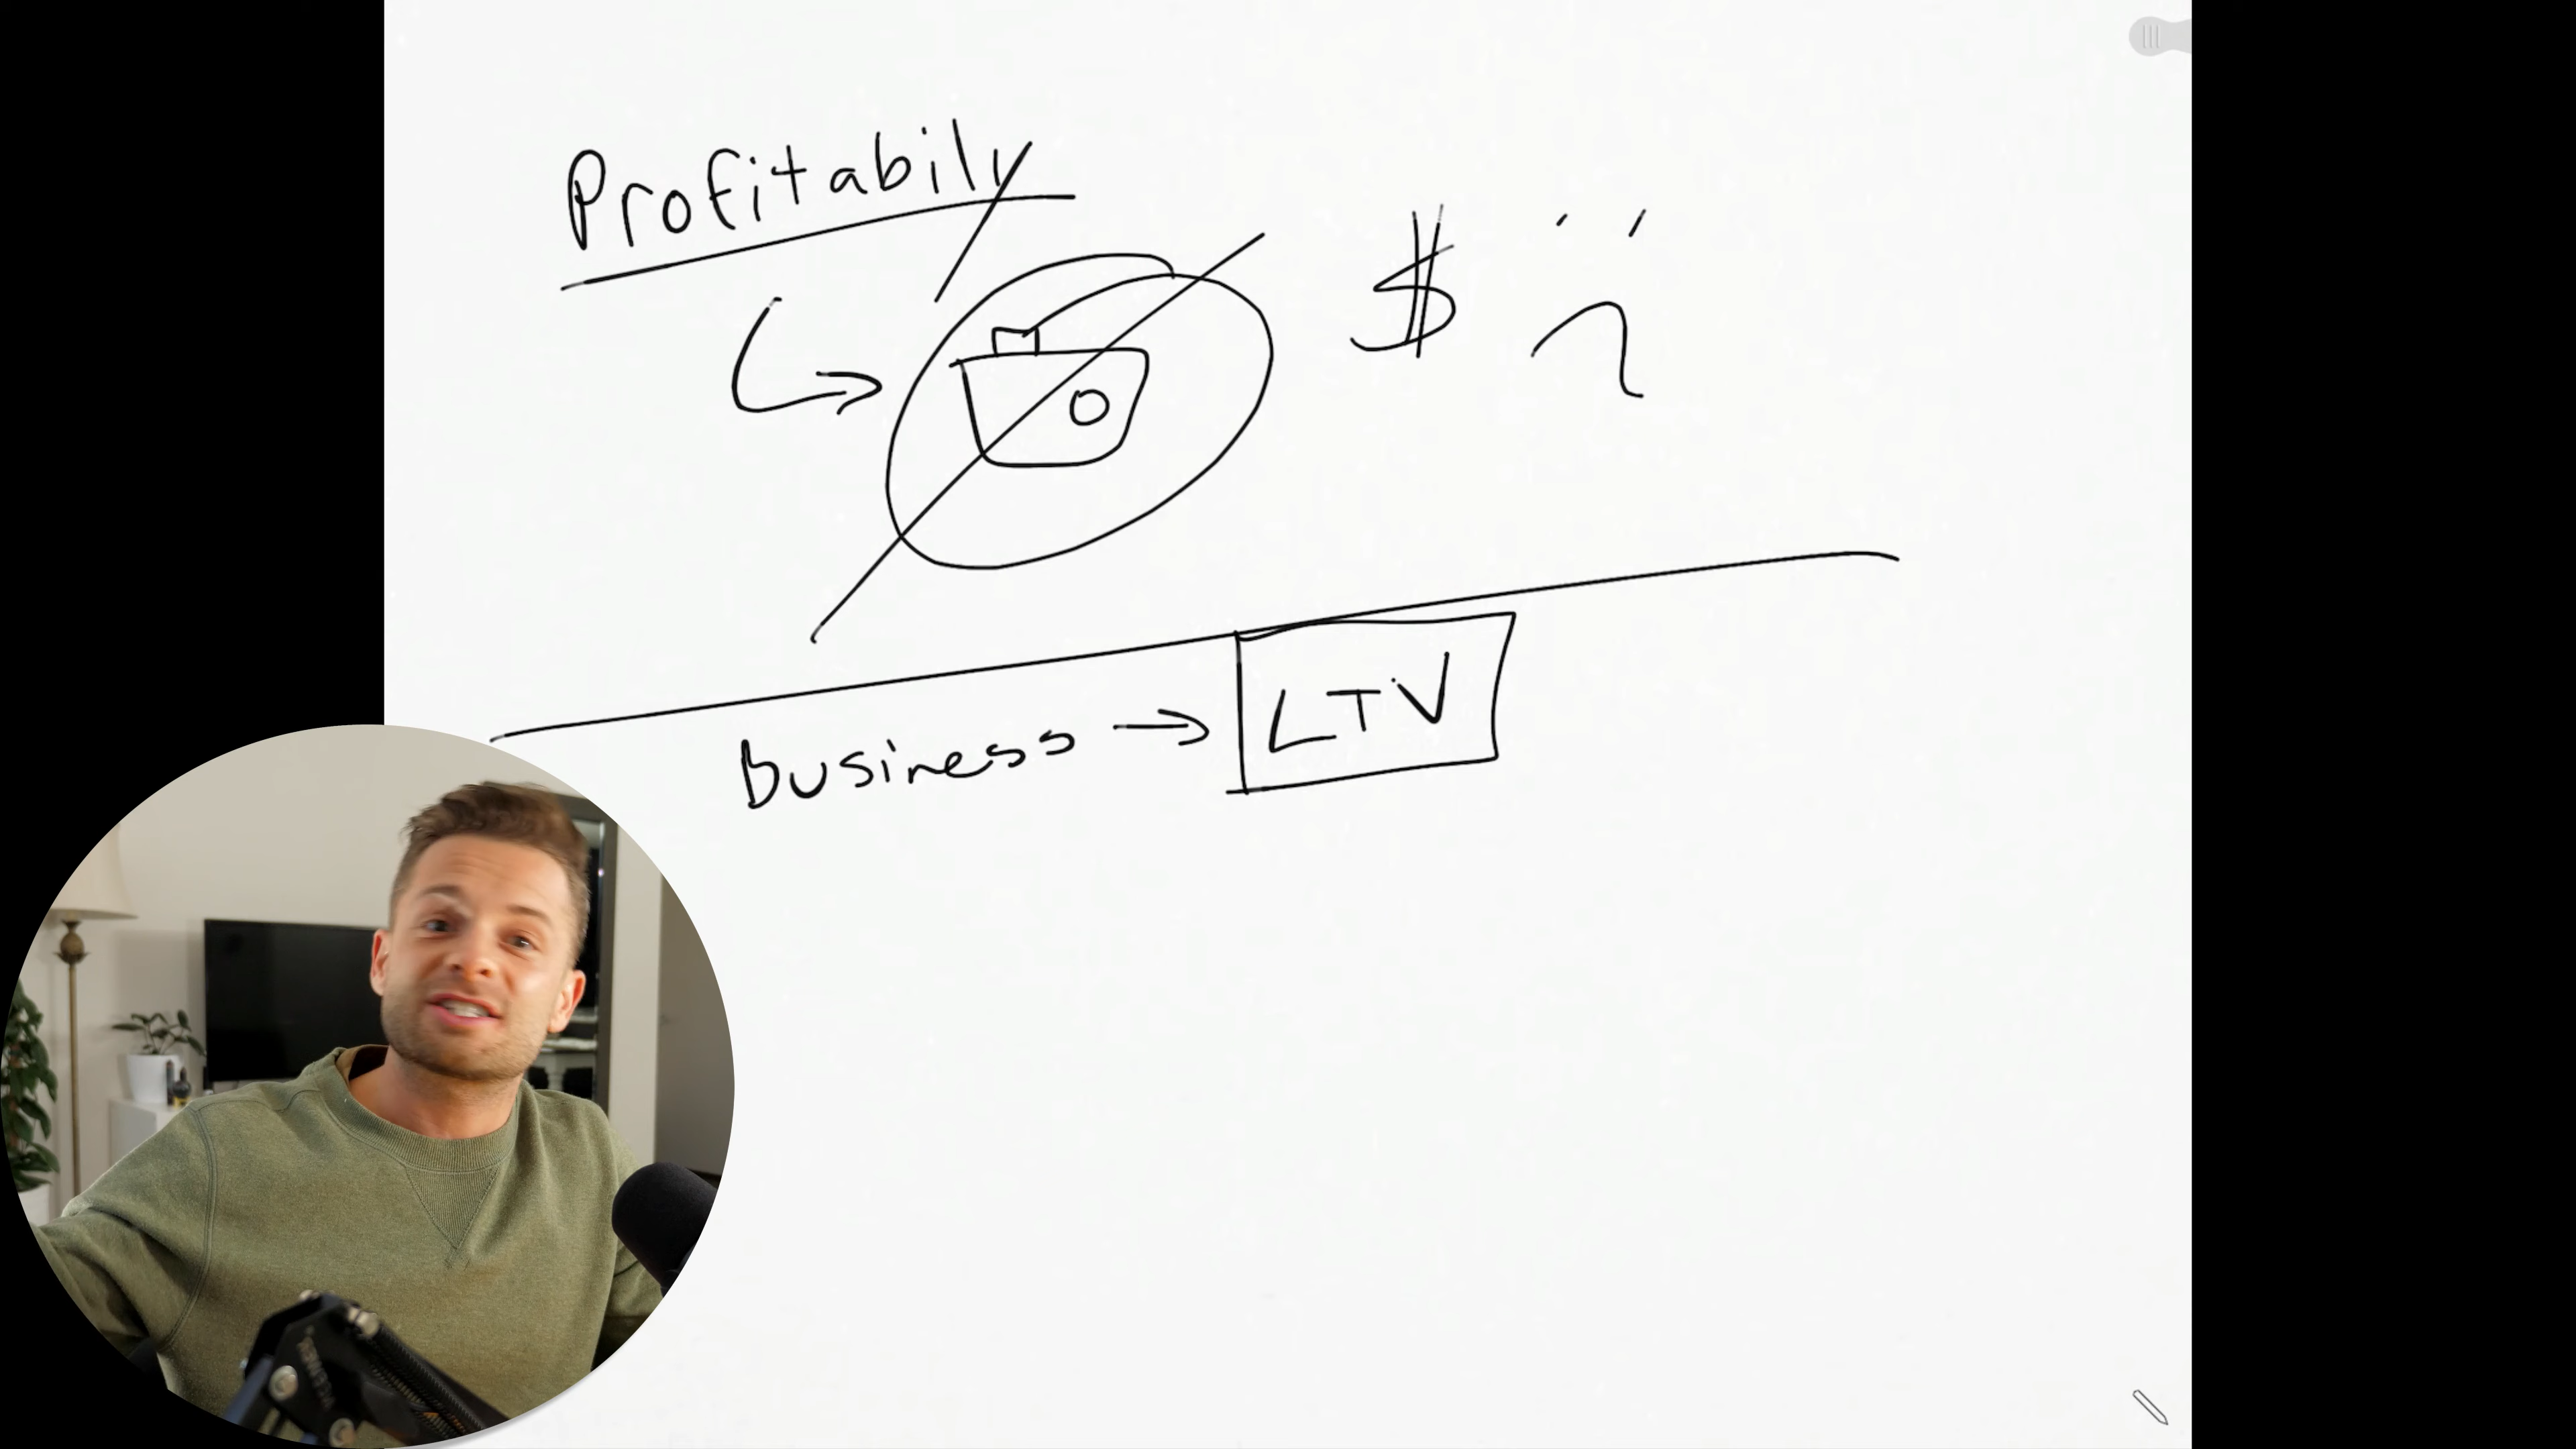 Profitabily
$
business → LTV